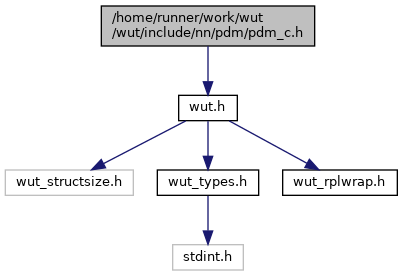 /home/runner/work/wut
/wut/include/nn/pdm/pdm_c.h
wut.h
wut_structsize.h
wut_types.h
wut_rplwrap.h
stdint.h